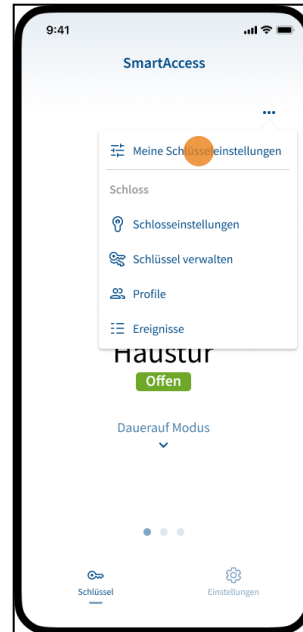 9:41
SmartAccess
Meine Schlüsseleinstellungen
Schloss
Schlosseinstellungen
Schlüssel verwalten
Profile
Ereignisse
Haustür
Offen
Dauerauf Modus
Schlüssel
Einstellungen